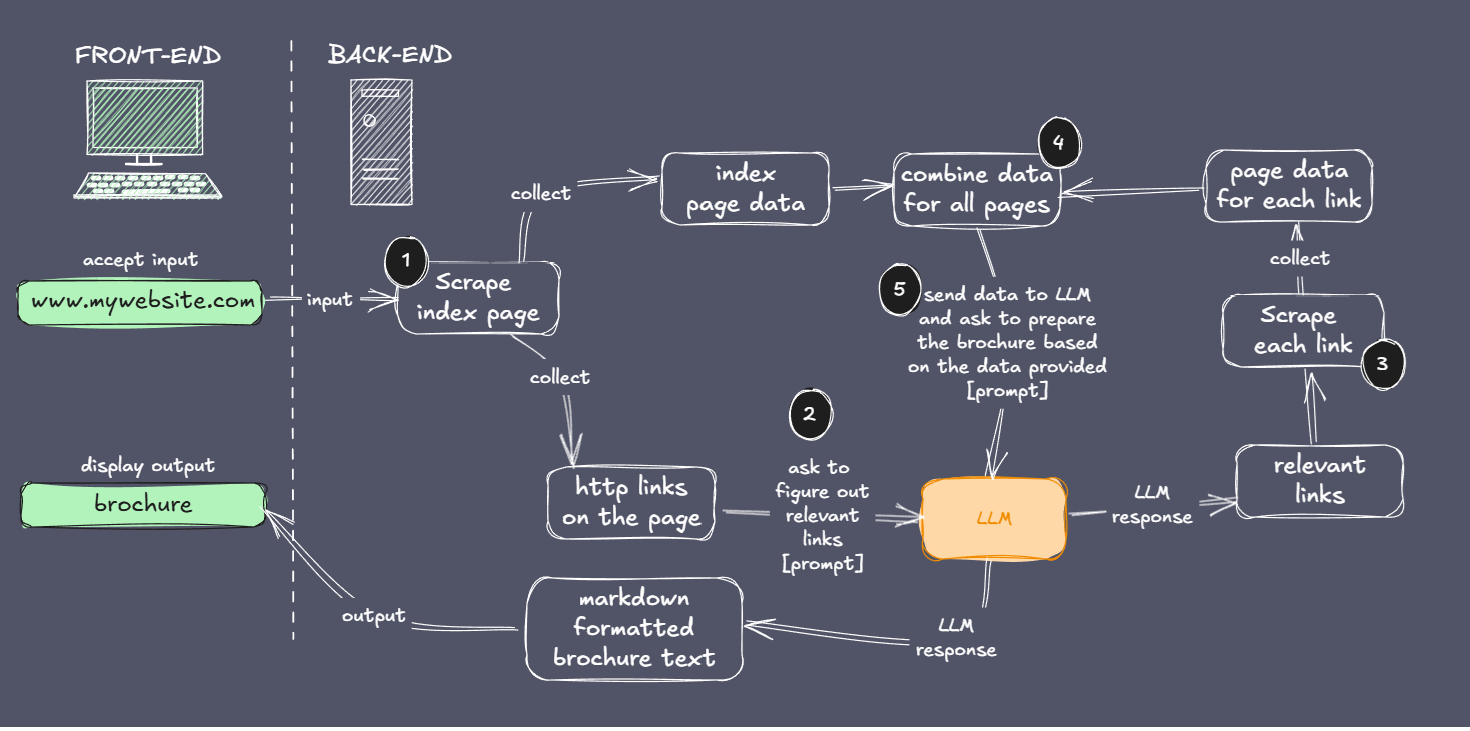 FRONT-END
BACK-END
accept input
www.mywebsite.com
input
1
Scrape
index page
collect
index
page data
4
combine data
for all pages
page data
for each link
collect
Scrape
each link
3
5
send data to LLM
and ask to prepare
the brochure based
on the data provided
[prompt]
collect
http links
on the page
2
ask to
figure out
relevant
links
[prompt]
LLM
LLM
response
relevant
links
display output
brochure
output
markdown
formatted
brochure text
LLM
response